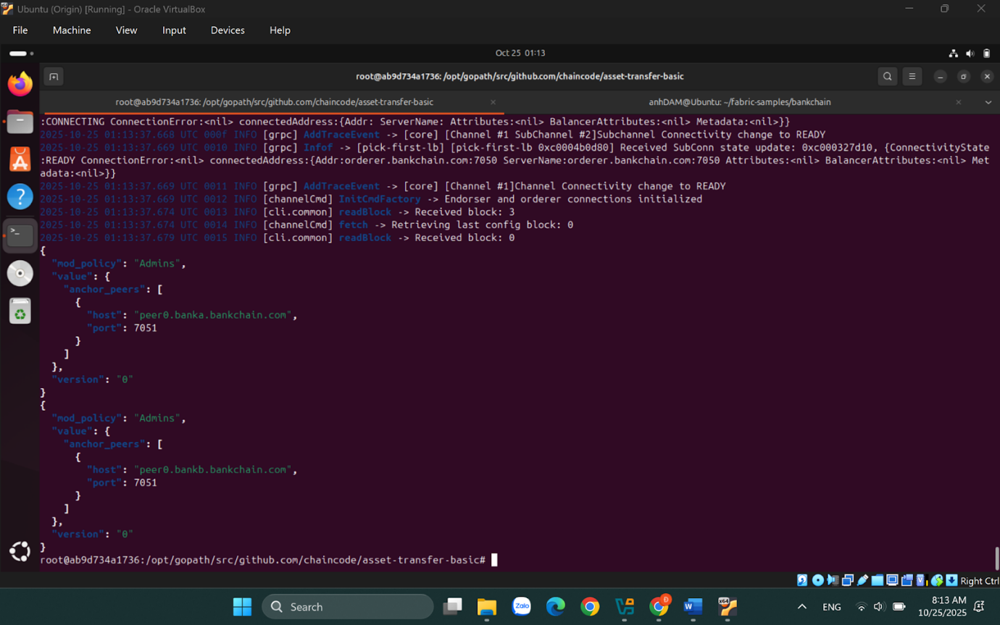 Ubuntu (Origin) [Running] - Oracle VirtualBox
File Machine View Input Devices Help
Oct 25 01:13
root@ab9d734a1736: /opt/gopath/src/github.com/chaincode/asset-transfer-basic
root@ab9d734a1736: /opt/gopath/src/github.com/chaincode/asset-transfer-basic
anhDAM@Ubuntu: ~/fabric-samples/bankchain
:CONNECTING ConnectionError:<nil> connectedAddress:{Addr: ServerName: Attributes:<nil> BalancerAttributes:<nil> Metadata:<nil>}}
2025-10-25 01:13:37.668 UTC 000f INFO [grpc] AddTraceEvent -> [core] [Channel #1 SubChannel #2]Subchannel Connectivity change to READY
2025-10-25 01:13:37.669 UTC 0010 INFO [grpc] Infof -> [pick-first-lb] [pick-first-lb 0xc0004b0d80] Received SubConn state update: 0xc000327d10, {ConnectivityState
:READY ConnectionError:<nil> connectedAddress:{Addr:orderer.bankchain.com:7050 ServerName:orderer.bankchain.com:7050 Attributes:<nil> BalancerAttributes:<nil> Met
adata:<nil>}}
2025-10-25 01:13:37.669 UTC 0011 INFO [grpc] AddTraceEvent -> [core] [Channel #1]Channel Connectivity change to READY
2025-10-25 01:13:37.669 UTC 0012 INFO [channelCmd] InitCmdFactory -> Endorser and orderer connections initialized
2025-10-25 01:13:37.674 UTC 0013 INFO [cli.common] readBlock -> Received block: 3
2025-10-25 01:13:37.674 UTC 0014 INFO [channelCmd] fetch -> Retrieving last config block: 0
2025-10-25 01:13:37.679 UTC 0015 INFO [cli.common] readBlock -> Received block: 0
{
"mod_policy": "Admins",
"value": {
"anchor_peers": [
{
"host": "peer0.banka.bankchain.com",
"port": 7051
}
]
},
"version": "0"
}
{
"mod_policy": "Admins",
"value": {
"anchor_peers": [
{
"host": "peer0.bankb.bankchain.com",
"port": 7051
}
]
},
"version": "0"
}
root@ab9d734a1736:/opt/gopath/src/github.com/chaincode/asset-transfer-basic#
Right Ctrl
Search
Zalo
D
W
x64
ENG
8:13 AM
10/25/2025